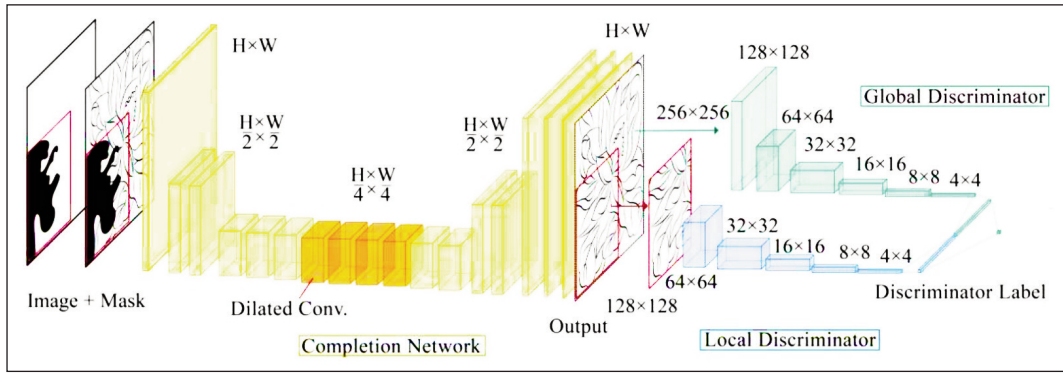 H×W
H/2 × W/2
H/4 × W/4
H/2 × W/2
H×W
Image + Mask
Dilated Conv.
Completion Network
Output
128×128
256×256
128×128
64×64
32×32
16×16
8×8
4×4
Global Discriminator
64×64
32×32
16×16
8×8
4×4
Discriminator Label
Local Discriminator